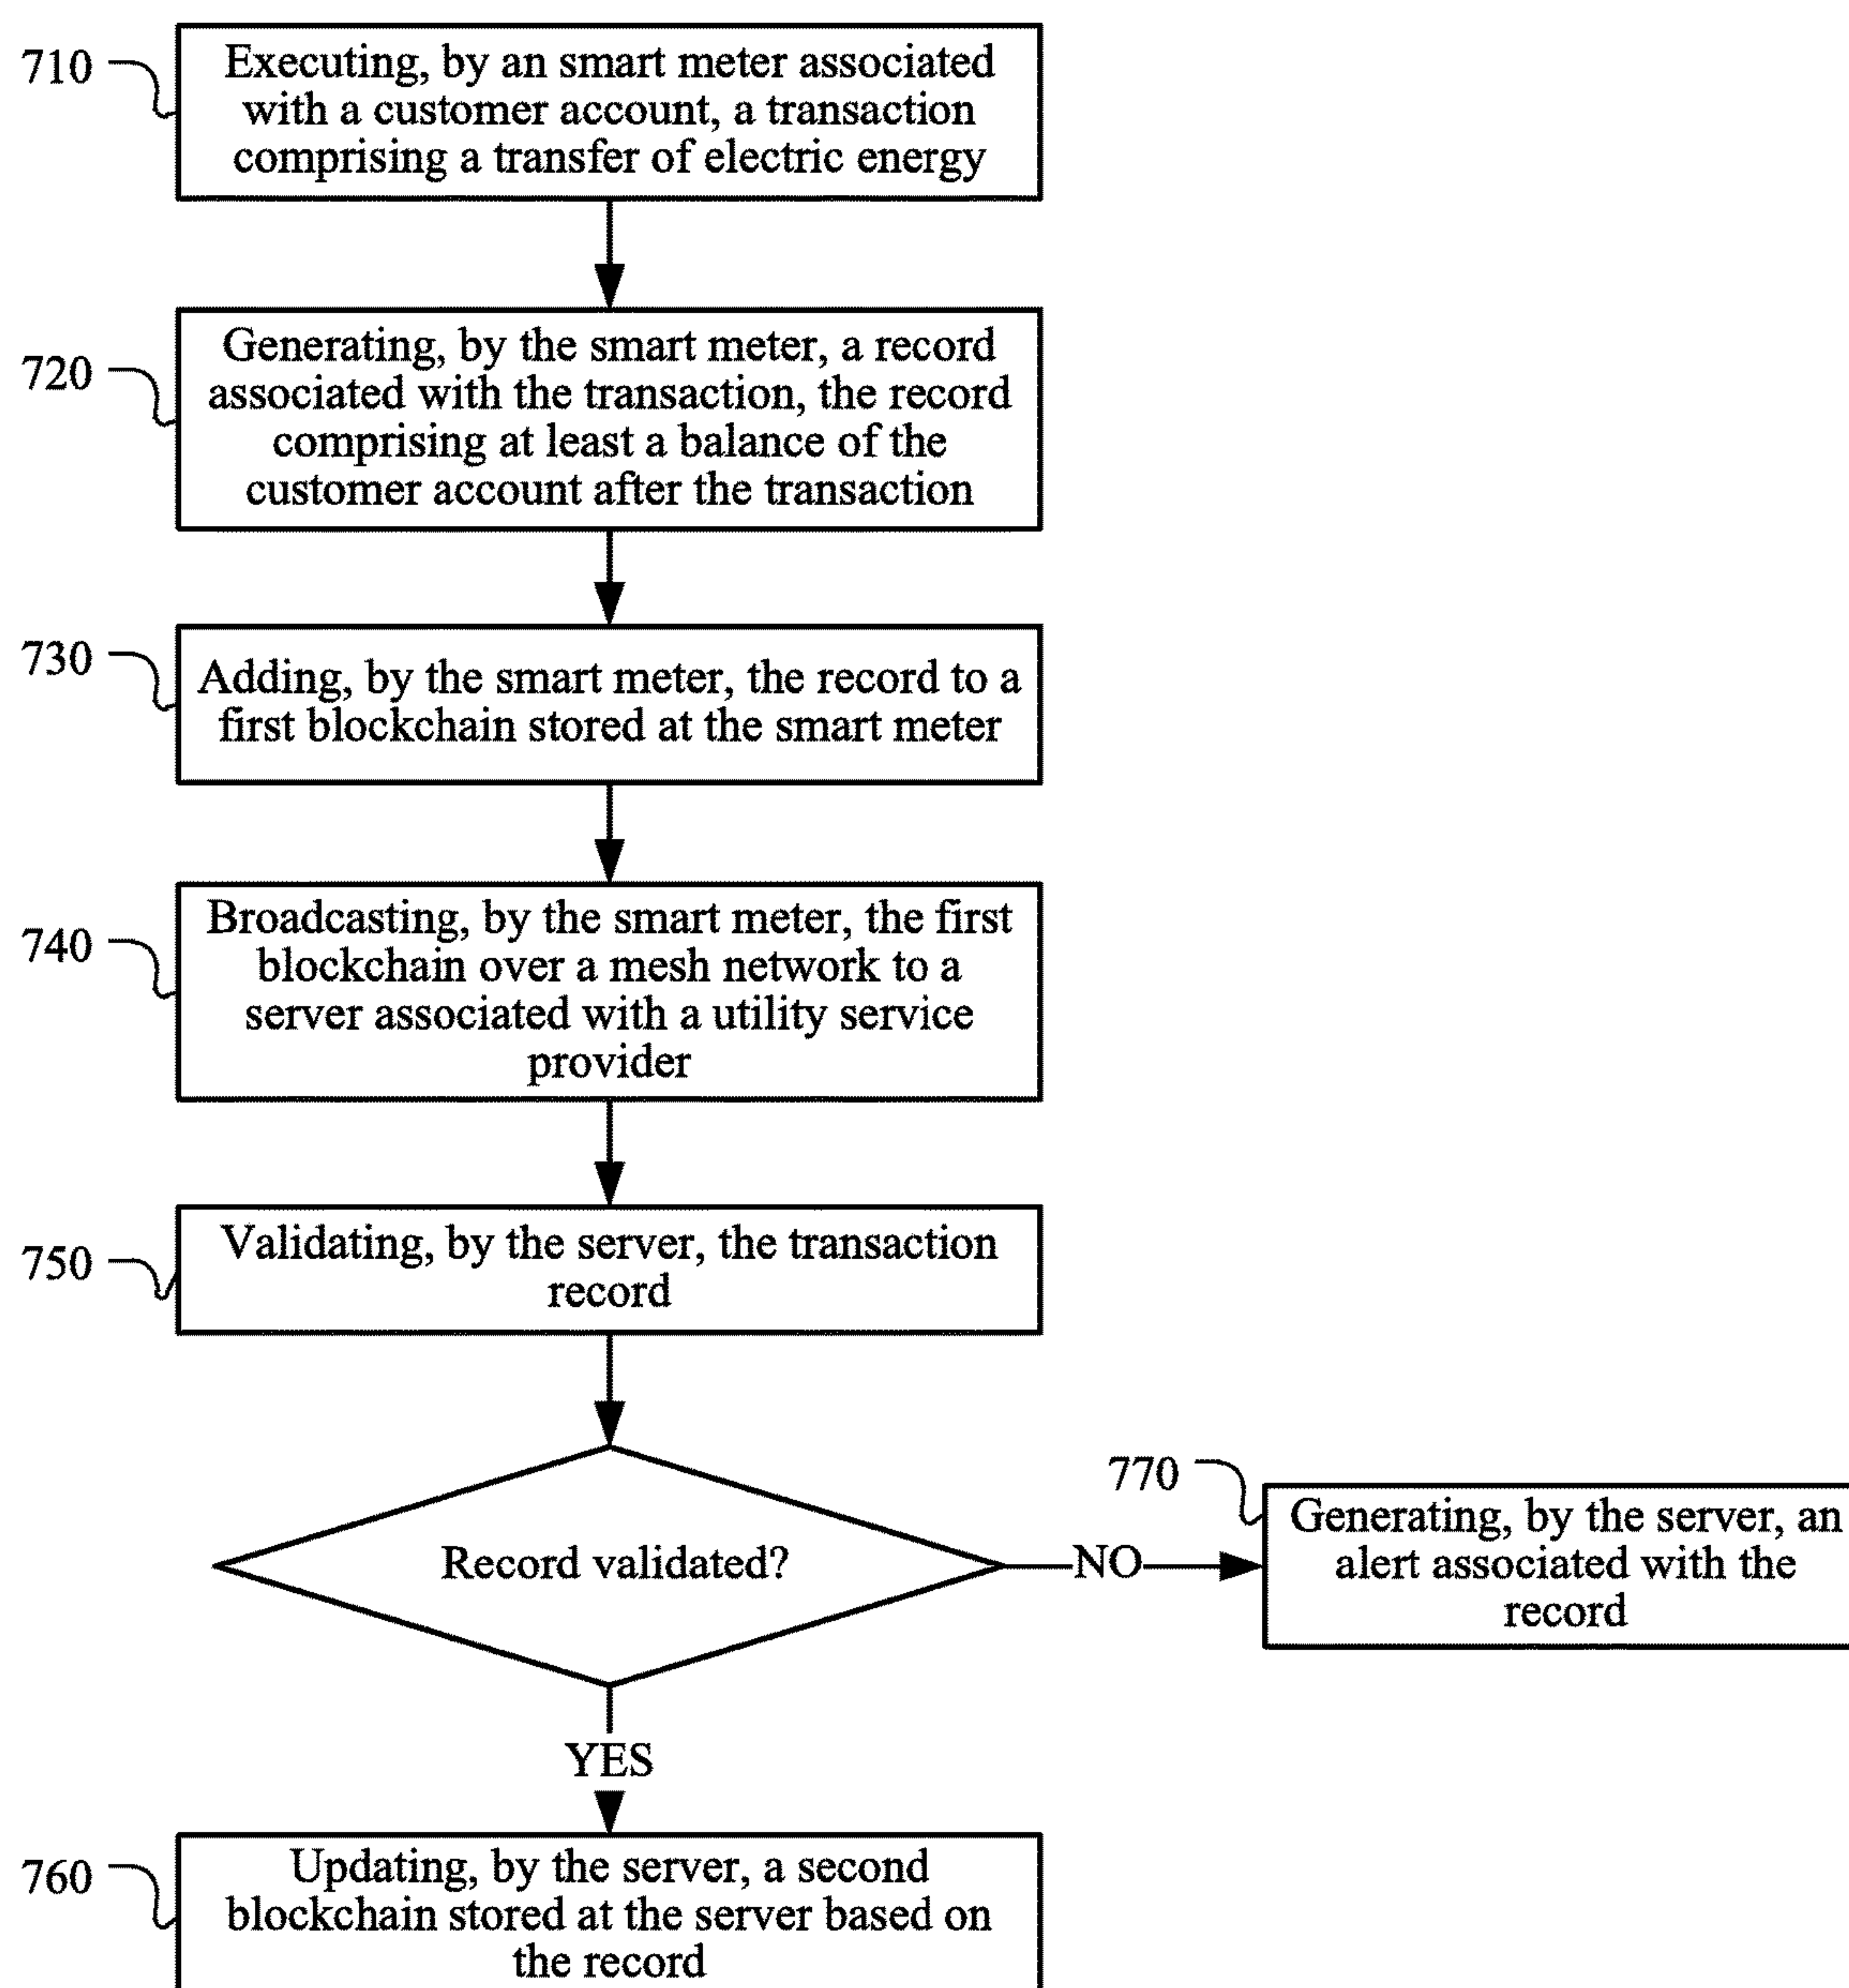 710
Executing, by an smart meter associated
with a customer account, a transaction
comprising a transfer of electric energy
720
Generating, by the smart meter, a record
associated with the transaction, the record
comprising at least a balance of the
customer account after the transaction
730
Adding, by the smart meter, the record to a
first blockchain stored at the smart meter
740
Broadcasting, by the smart meter, the first
blockchain over a mesh network to a
server associated with a utility service
provider
750
Validating, by the server, the transaction
record
Record validated?
NO
770
Generating, by the server, an
alert associated with the
record
YES
760
Updating, by the server, a second
blockchain stored at the server based on
the record